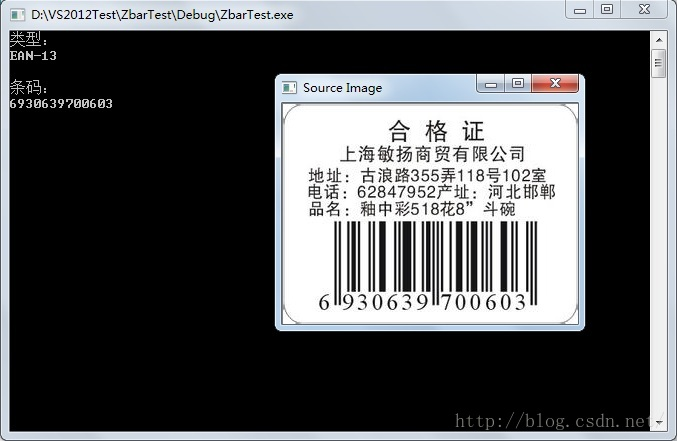 D:\VS2012Test\ZbarTest\Debug\ZbarTest.exe
类型：
EAN-13
条码：
6930639700603
Source Image
合 格 证
上海敏扬商贸有限公司
地址：古浪路355弄118号102室
电话：62847952产址：河北邯郸
品名：釉中彩518花8”斗碗
6 930639 700603
http://blog.csdn.net/